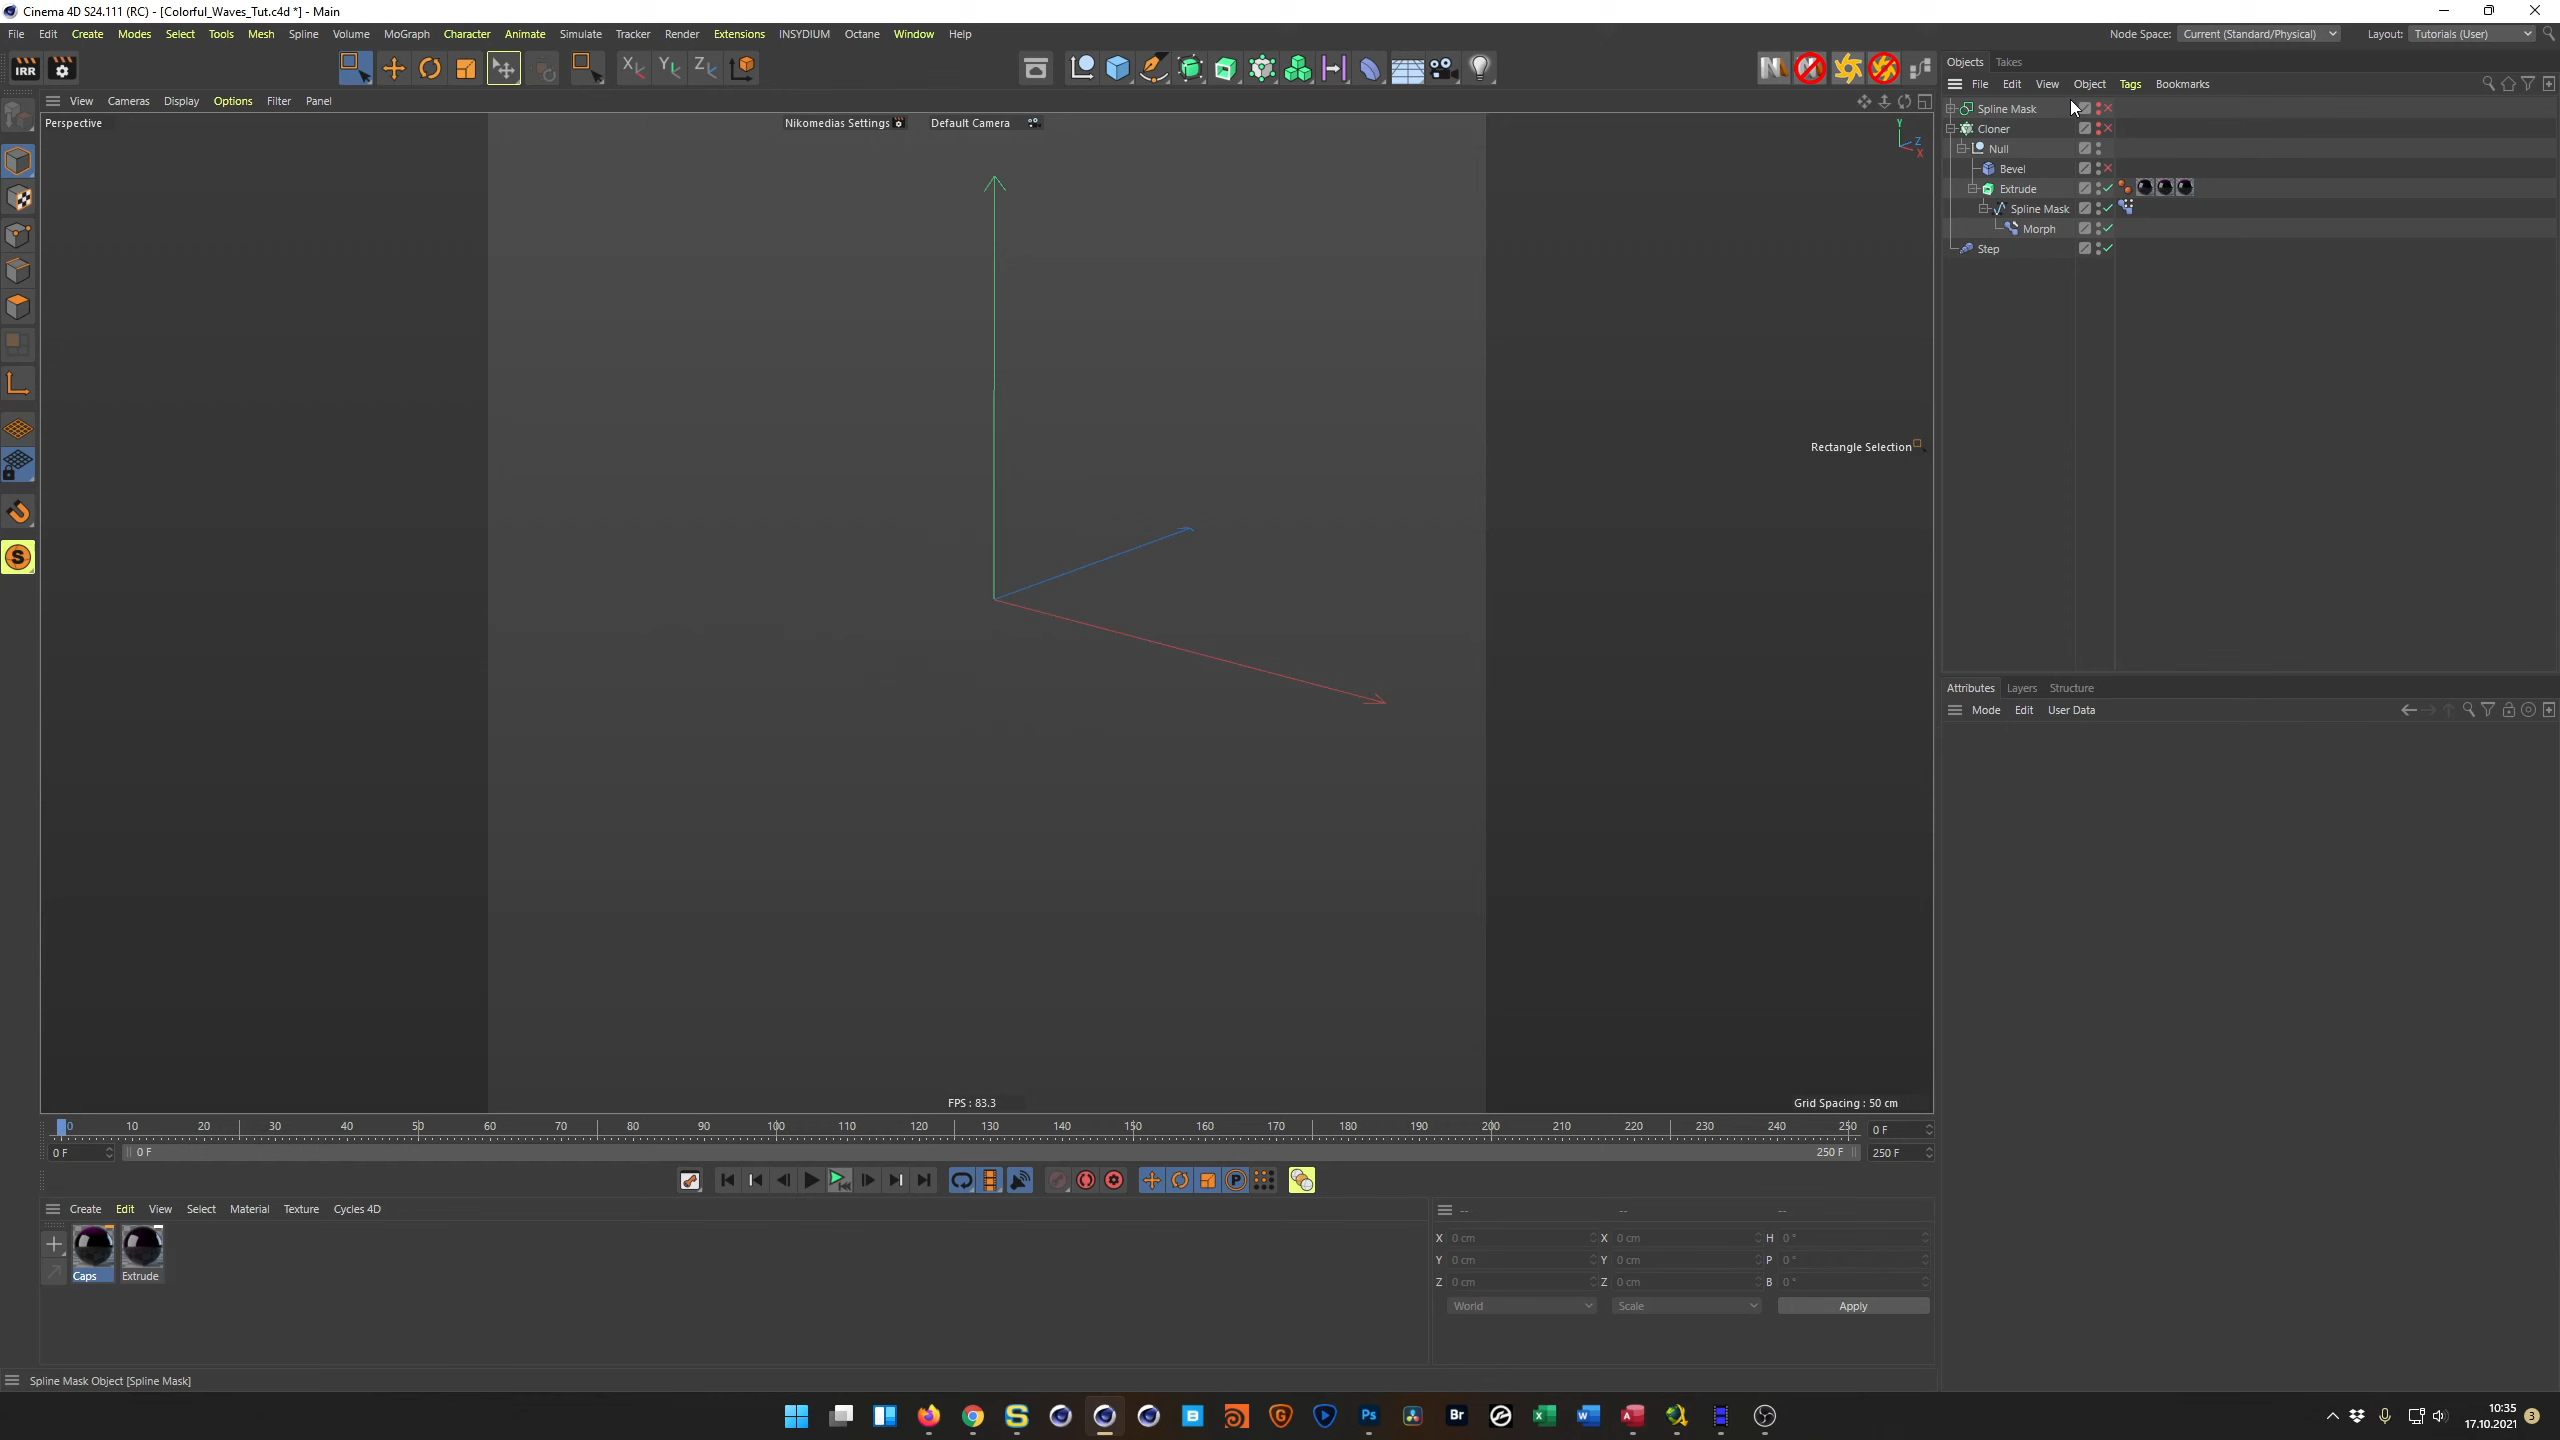 Cinema 4D S24.111 (RC) - [Colorful_Waves_Tut.c4d *] - Main
File Edit Create Modes Select Tools Mesh Spline Volume MoGraph Character Animate Simulate Tracker Render Extensions INSYDIUM Octane Window Help
Node Space: Current (Standard/Physical) Layout: Tutorials (User)
IRR X Y Z
Objects Takes
File Edit View Object Tags Bookmarks
View Cameras Display Options Filter Panel
Perspective Nikomedias Settings Default Camera
Y
Z
X
Spline Mask
Cloner
Null
Bevel
Extrude
Spline Mask
Morph
Step
Rectangle Selection
S
FPS : 83.3
Grid Spacing : 50 cm
Attributes Layers Structure
Mode Edit User Data
0 10 20 30 40 50 60 70 80 90 100 110 120 130 140 150 160 170 180 190 200 210 220 230 240 250 0 F
0 F 0 F 250 F 250 F
P
Create Edit View Select Material Texture Cycles 4D
-- -- --
Caps Extrude
X 0 cm X 0 cm H 0 °
Y 0 cm Y 0 cm P 0 °
Z 0 cm Z 0 cm B 0 °
World Scale Apply
Spline Mask Object [Spline Mask]
S B G Ps Br X W A
10:35
17.10.2021
3